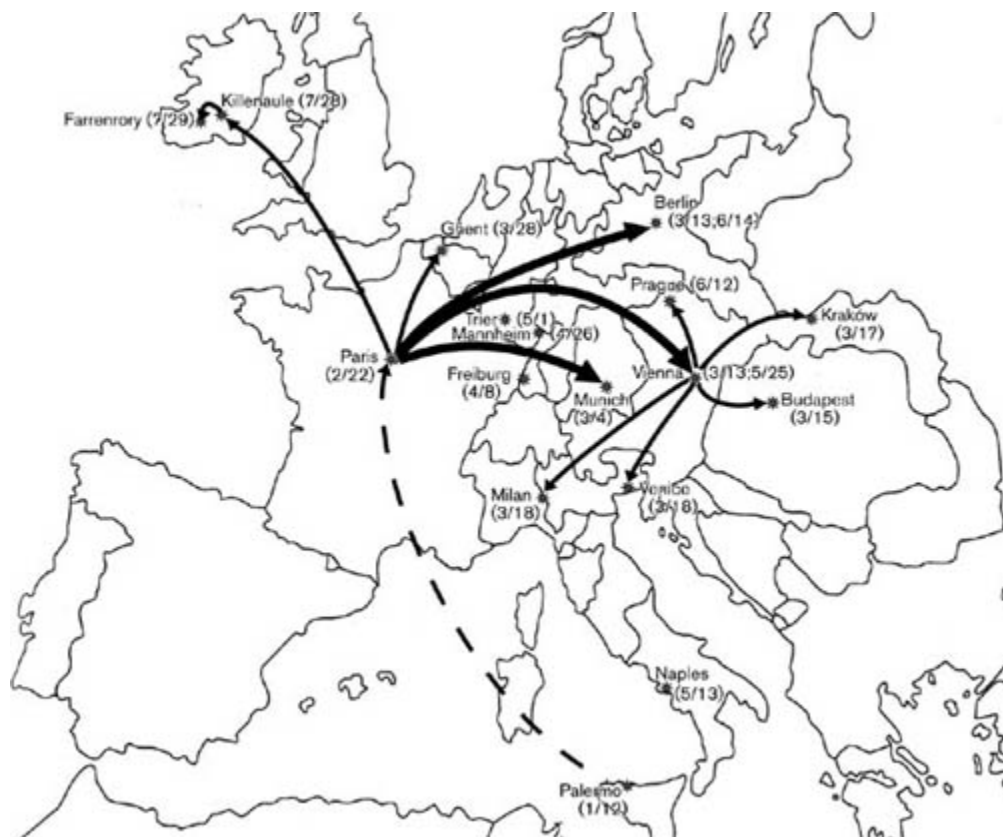 Killenaule (7/28)
Farrenrory (7/29)
Berlin
(3/13;6/14)
Ghent (3/28)
Prague (6/12)
Trier (5/1)
Mannheim (4/26)
Kraków
(3/17)
Paris
(2/22)
Freiburg
(4/8)
Munich
(3/4)
Vienna (3/13;5/25)
Budapest
(3/15)
Milan
(3/18)
Venice
(3/18)
Naples
(5/13)
Palermo